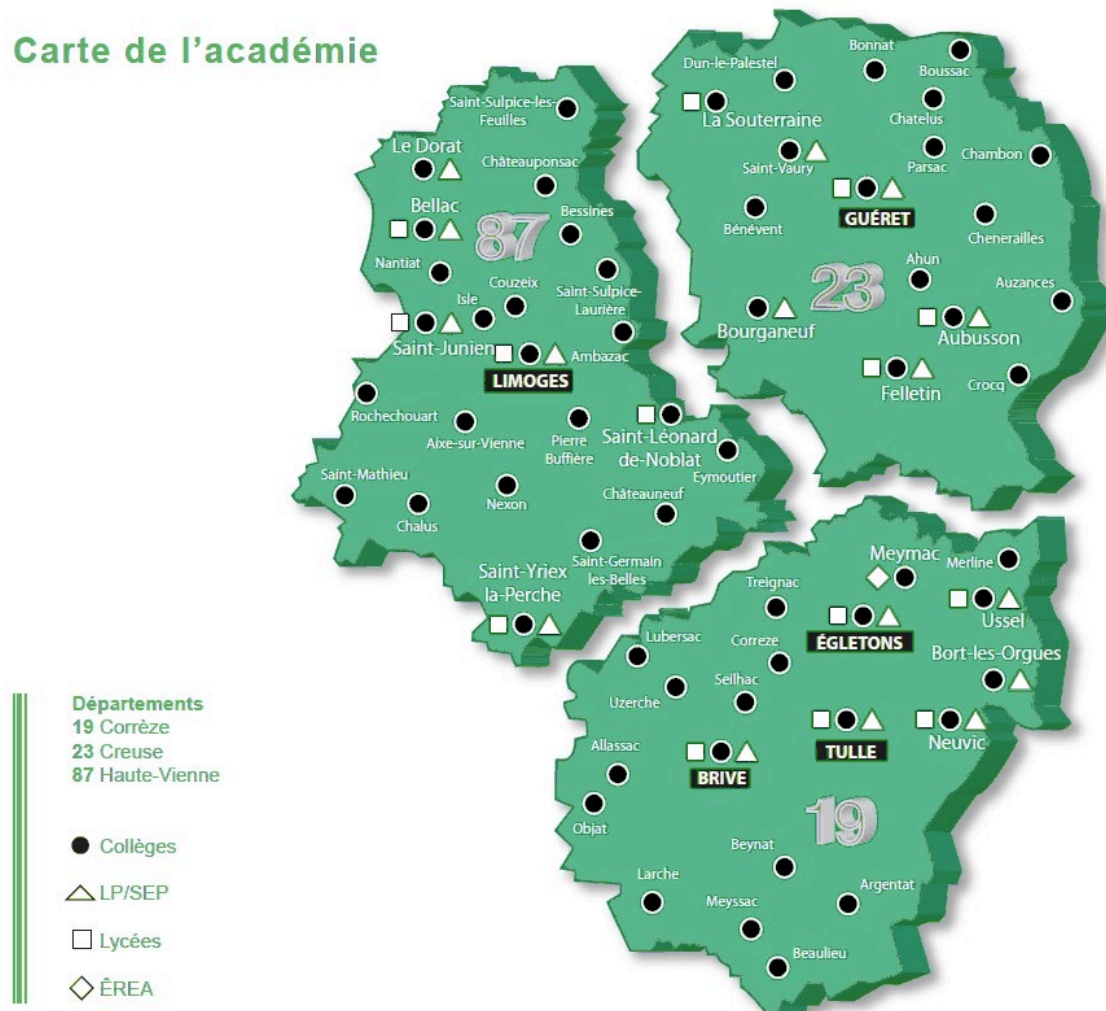 Carte de l'académie
Saint-Sulpice-les-
Feuilles
Le Dorat
Châteauponsac
Bellac
Bessines
87
Nantiat
Couzeix
Isle
Saint-Sulpice-
Laurière
Saint-Junien
Ambazac
LIMOGES
Rochechouart
Aixe-sur-Vienne
Pierre
Buffière
Saint-Léonard
de-Noblat
Eymoutier
Saint-Mathieu
Chalus
Nexon
Châteauneuf
Saint-Germain
les-Belles
Saint-Yriex
la-Perche
Bonnat
Boussac
Dun-le-Palestel
La Souterraine
Chatelus
Saint-Vaury
Parsac
Chambon
GUÉRET
Bénévent
Chenerailles
Ahun
23
Auzances
Bourganeuf
Aubusson
Felletin
Crocq
Meymac
Merline
Treignac
Ussel
ÉGLETONS
Lubersac
Correze
Bort-les-Orgues
Seilhac
Uzerche
Neuvic
TULLE
Allassac
BRIVE
Objat
19
Beynat
Larche
Argentat
Meyssac
Beaulieu
Départements
19 Corrèze
23 Creuse
87 Haute-Vienne
Collèges
LP/SEP
Lycées
ÊREA